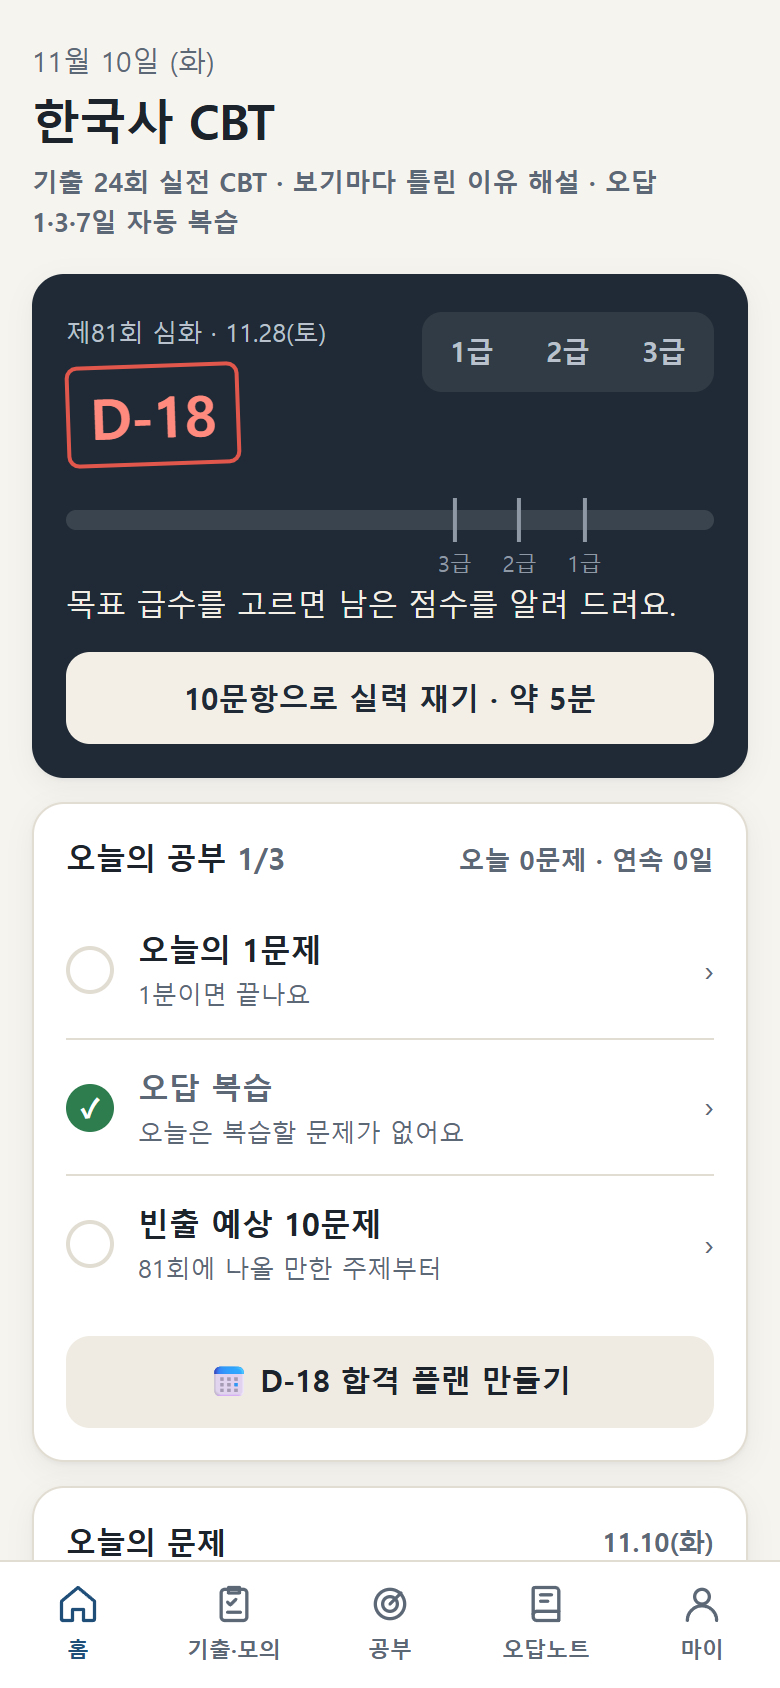 11월 10일 (화)
한국사 CBT
기출 24회 실전 CBT · 보기마다 틀린 이유 해설 · 오답
1·3·7일 자동 복습
제81회 심화 · 11.28(토)
1급 2급 3급
D-18
3급 2급 1급
목표 급수를 고르면 남은 점수를 알려 드려요.
10문항으로 실력 재기 · 약 5분
오늘의 공부 1/3
오늘 0문제 · 연속 0일
오늘의 1문제
1분이면 끝나요
오답 복습
오늘은 복습할 문제가 없어요
빈출 예상 10문제
81회에 나올 만한 주제부터
D-18 합격 플랜 만들기
오늘의 문제
11.10(화)
홈
기출·모의
공부
오답노트
마이